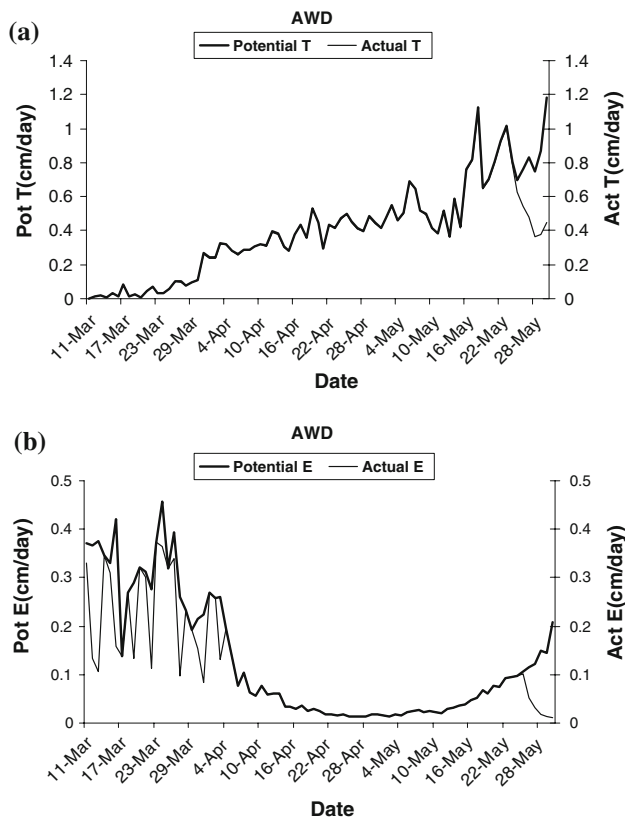 (a)
AWD
Potential T
Actual T
Pot T(cm/day)
1.4
1.2
1
0.8
0.6
0.4
0.2
0
1.4
1.2
1
0.8
0.6
0.4
0.2
0
Act T(cm/day)
11-Mar
17-Mar
23-Mar
29-Mar
4-Apr
10-Apr
16-Apr
22-Apr
28-Apr
4-May
10-May
16-May
22-May
28-May
Date
(b)
AWD
Potential E
Actual E
Pot E(cm/day)
0.5
0.4
0.3
0.2
0.1
0
0.5
0.4
0.3
0.2
0.1
0
Act E(cm/day)
11-Mar
17-Mar
23-Mar
29-Mar
4-Apr
10-Apr
16-Apr
22-Apr
28-Apr
4-May
10-May
16-May
22-May
28-May
Date